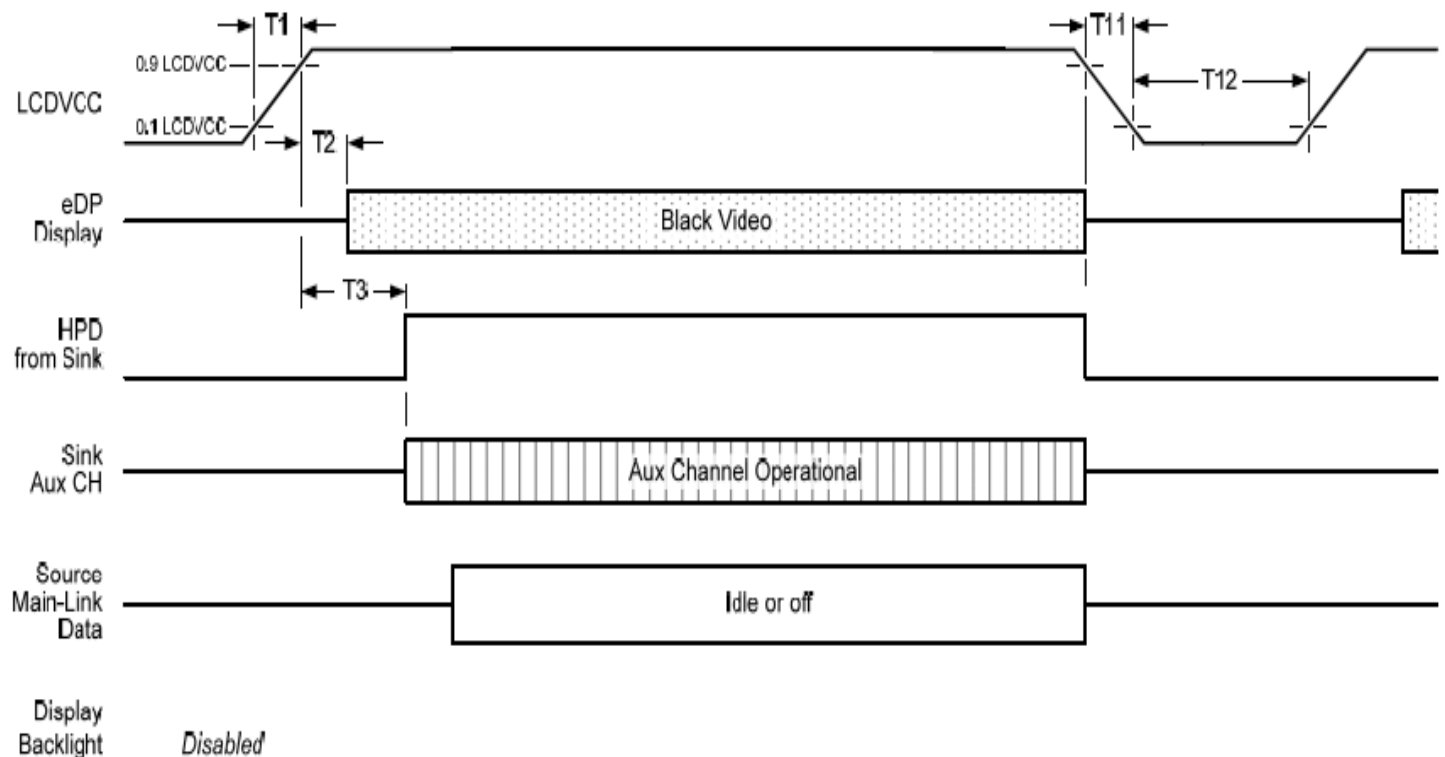 T1
T11
0.9 LCDVCC
LCDVCC
T12
0.1 LCDVCC
T2
eDP
Display
Black Video
T3
HPD
from Sink
Sink
Aux CH
Aux Channel Operational
Source
Main-Link
Data
Idle or off
Display
Backlight
Disabled